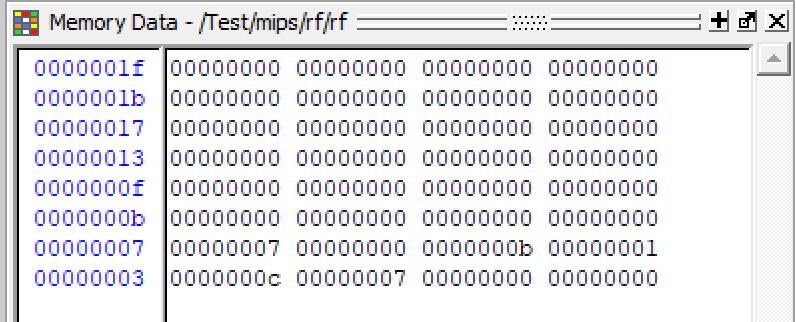 Memory Data - /Test/mips/rf/rf
0000001f 00000000 00000000 00000000 00000000
0000001b 00000000 00000000 00000000 00000000
00000017 00000000 00000000 00000000 00000000
00000013 00000000 00000000 00000000 00000000
0000000f 00000000 00000000 00000000 00000000
0000000b 00000000 00000000 00000000 00000000
00000007 00000007 00000000 0000000b 00000001
00000003 0000000c 00000007 00000000 00000000